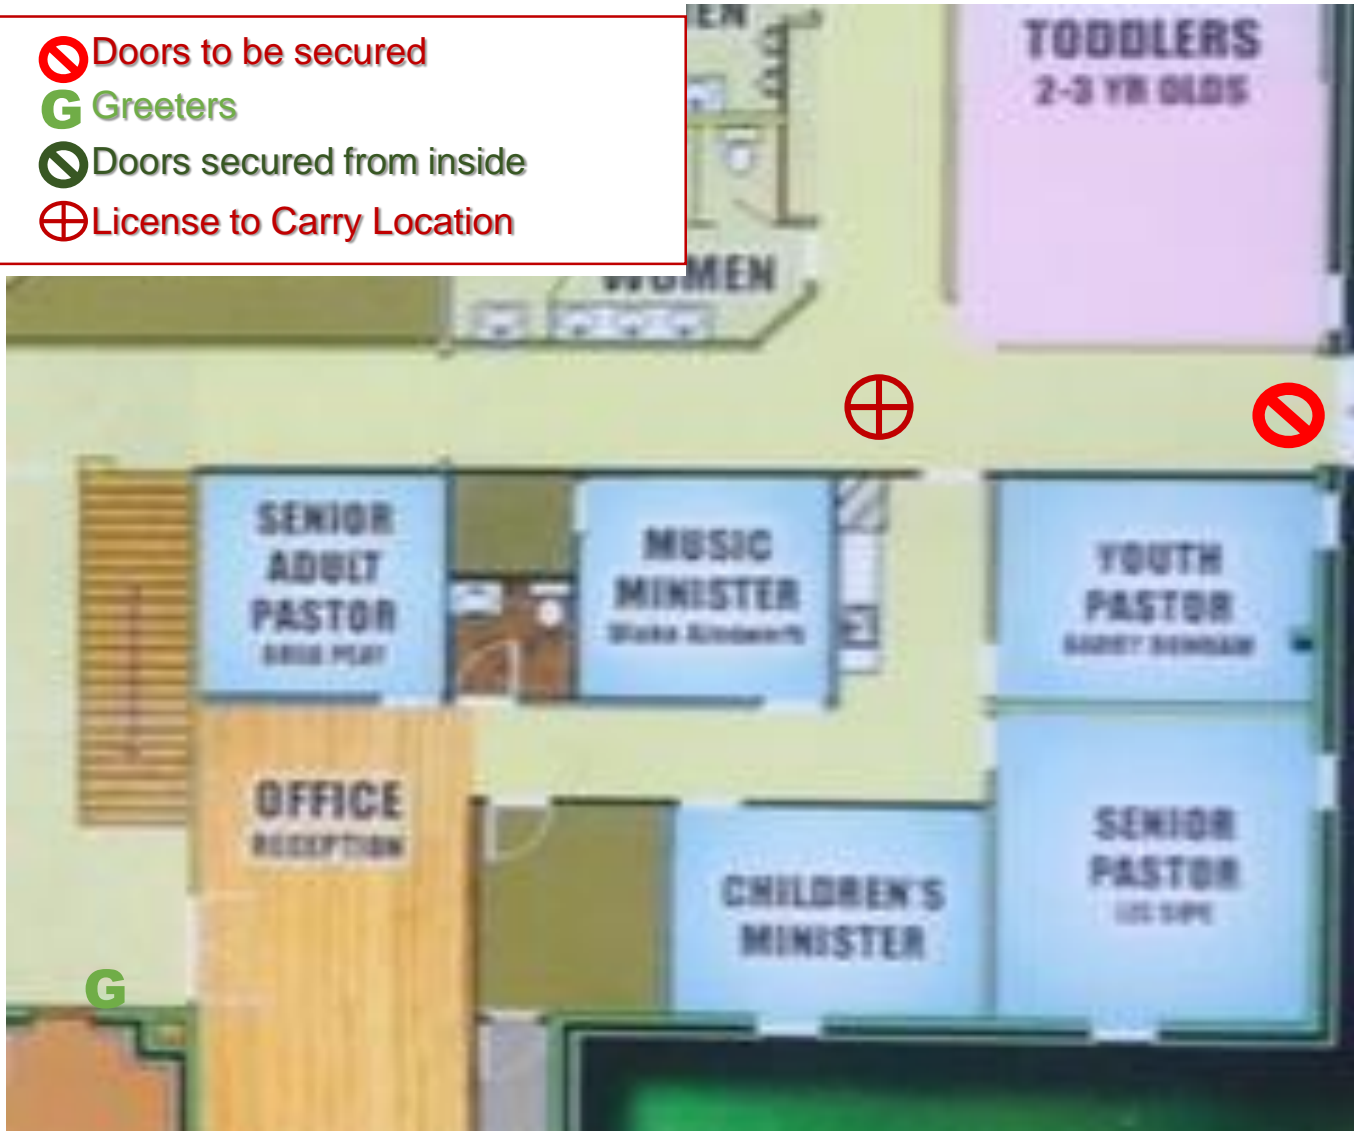 Doors to be secured
G Greeters
Doors secured from inside
License to Carry Location
EN
TODDLERS
2-3 YR OLDS
WOMEN
SENIOR
ADULT
PASTOR
MUSIC
MINISTER
YOUTH
PASTOR
OFFICE
RECEPTION
SENIOR
PASTOR
CHILDREN'S
MINISTER
G